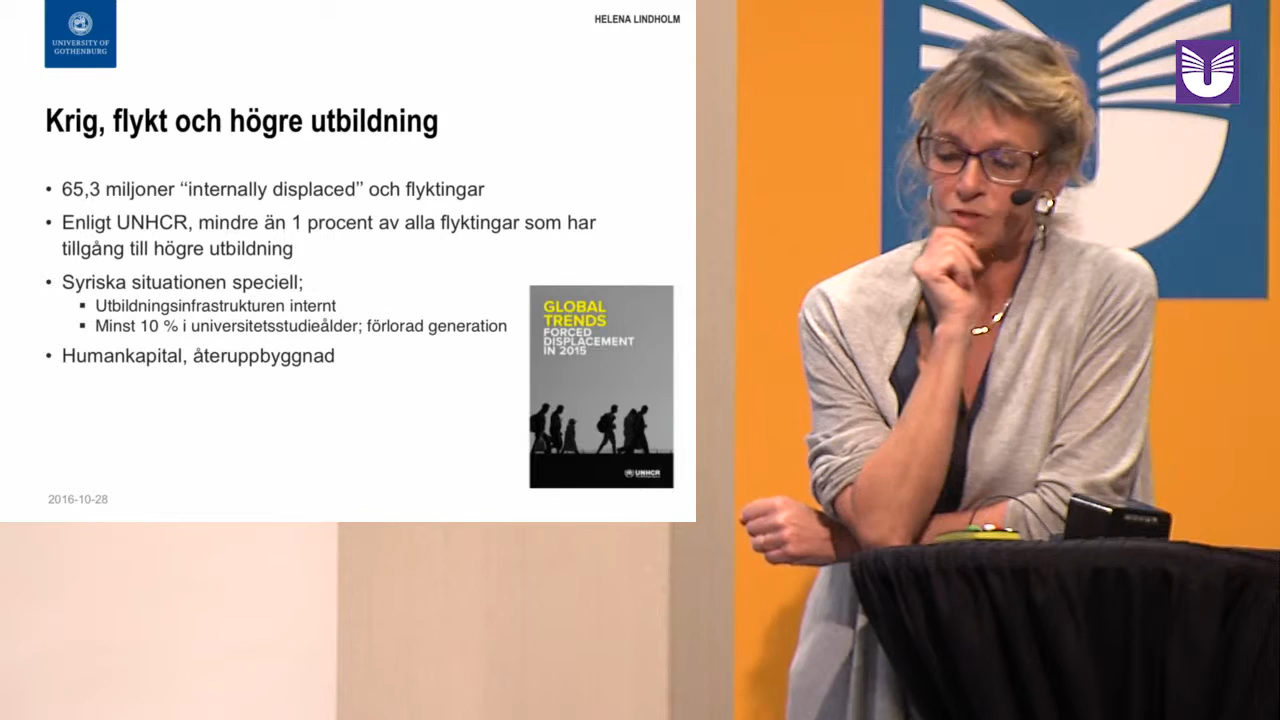 UNIVERSITY OF
GOTHENBURG
HELENA LINDHOLM
Krig, flykt och högre utbildning
• 65,3 miljoner “internally displaced” och flyktingar
• Enligt UNHCR, mindre än 1 procent av alla flyktingar som har
tillgång till högre utbildning
• Syriska situationen speciell;
▪ Utbildningsinfrastrukturen internt
▪ Minst 10 % i universitetsstudieålder; förlorad generation
• Humankapital, återuppbyggnad
GLOBAL
TRENDS
FORCED
DISPLACEMENT
IN 2015
UNHCR
2016-10-28